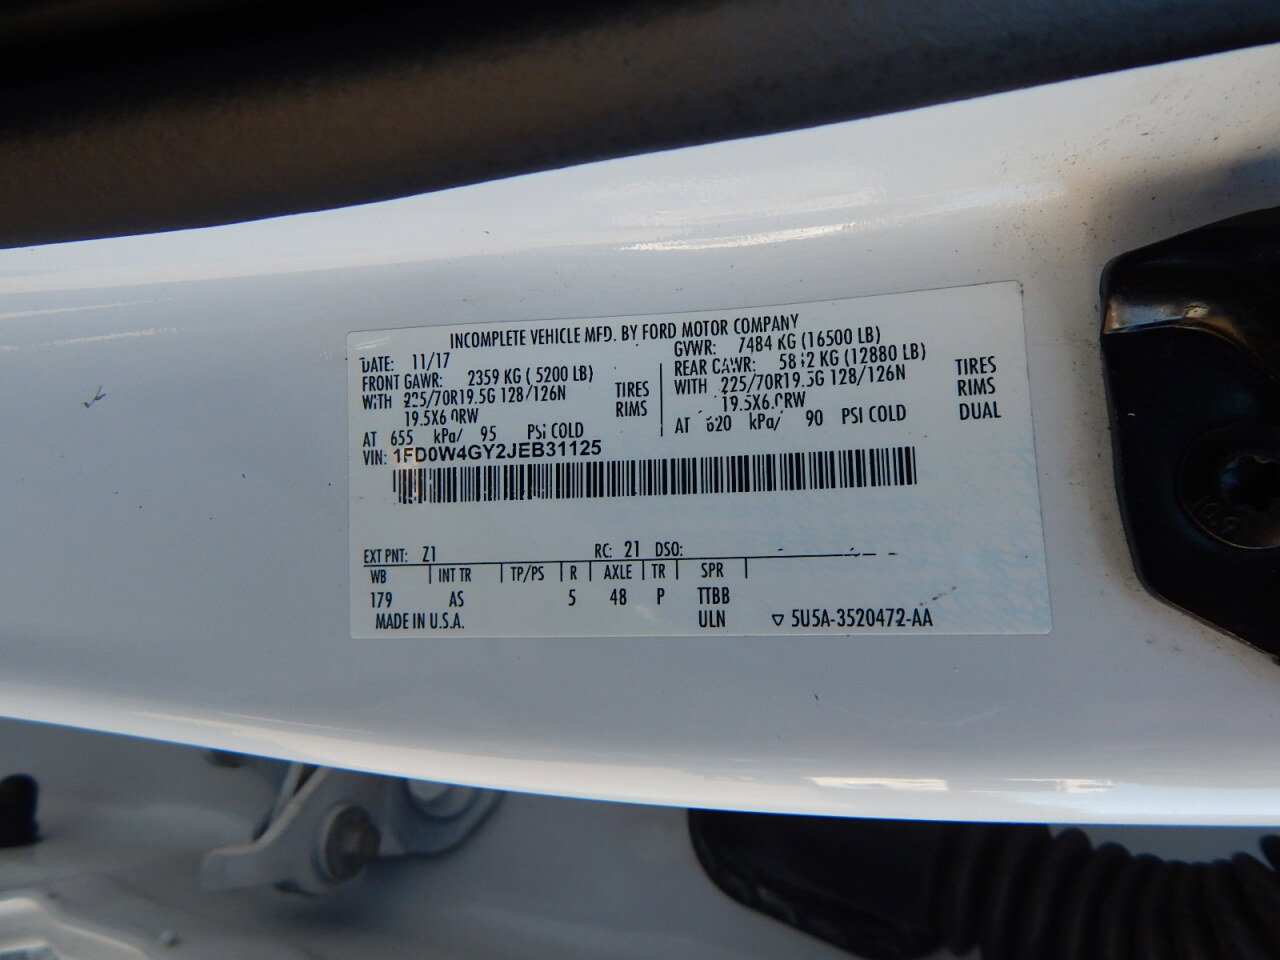 INCOMPLETE VEHICLE MFD. BY FORD MOTOR COMPANY
DATE: 11/17
GVWR: 7484 KG (16500 LB)
FRONT GAWR: 2359 KG ( 5200 LB)
WITH 225/70R19.5G 128/126N TIRES
19.5X6.0RW RIMS
AT 655 kPa/ 95 PSI COLD
REAR GAWR: 5842 KG (12880 LB)
WITH 225/70R19.5G 128/126N TIRES
19.5X6.0RW RIMS
AT 620 kPa/ 90 PSI COLD DUAL
VIN: 1FD0W4GY2JEB31125
EXT PNT: Z1 RC: 21 DSO:
WB INT TR TP/PS R AXLE TR SPR
179 AS 5 48 P TTBB
MADE IN U.S.A. ULN ▽ 5U5A-3520472-AA
10.9